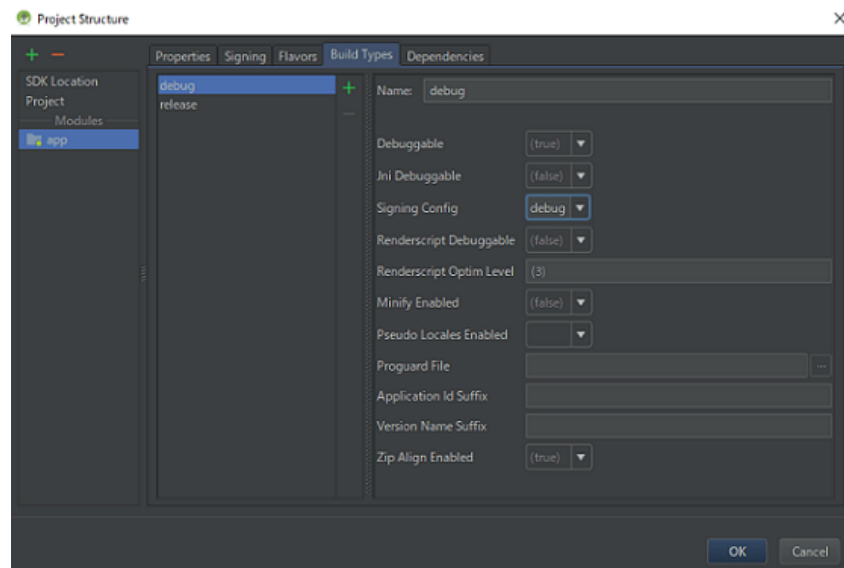 Project Structure
Properties Signing Flavors Build Types Dependencies
SDK Location
Project
Modules
app
debug
release
Name: debug
Debuggable (true)
Jni Debuggable (false)
Signing Config debug
Renderscript Debuggable (false)
Renderscript Optim Level (3)
Minify Enabled (false)
Pseudo Locales Enabled
Proguard File ...
Application Id Suffix
Version Name Suffix
Zip Align Enabled (true)
OK Cancel